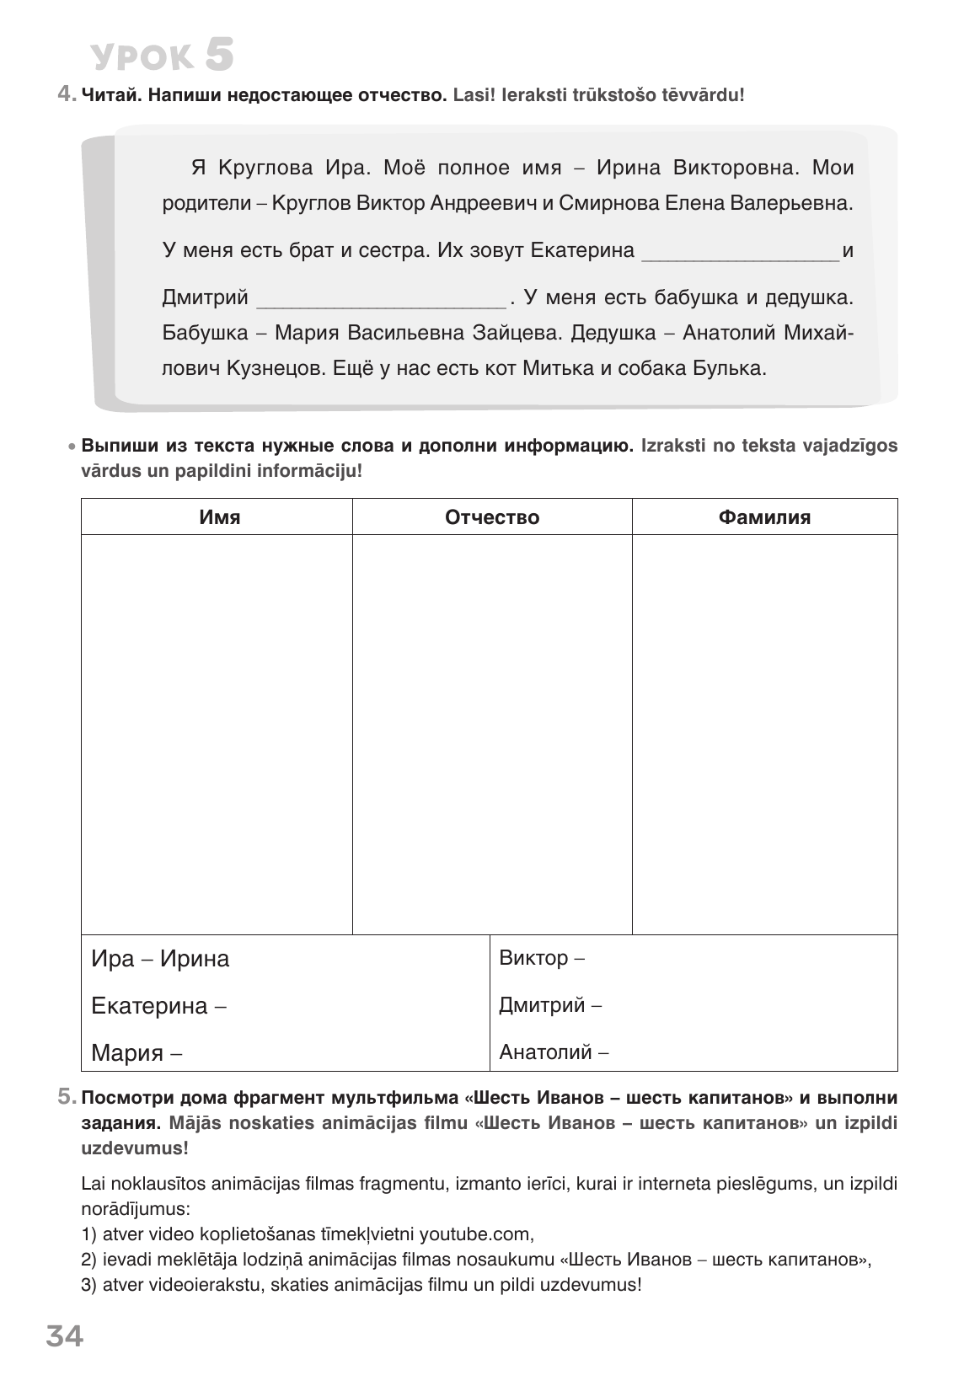 УРОК 5
4. Читай. Напиши недостающее отчество. Lasi! Ieraksti trūkstošo tēvvārdu!
Я Круглова Ира. Моё полное имя – Ирина Викторовна. Мои
родители – Круглов Виктор Андреевич и Смирнова Елена Валерьевна.
У меня есть брат и сестра. Их зовут Екатерина ____________________ и
Дмитрий _________________________ . У меня есть бабушка и дедушка.
Бабушка – Мария Васильевна Зайцева. Дедушка – Анатолий Михай-
лович Кузнецов. Ещё у нас есть кот Митька и собака Булька.
• Выпиши из текста нужные слова и дополни информацию. Izraksti no teksta vajadzīgos
vārdus un papildini informāciju!
Имя Отчество Фамилия
Ира – Ирина
Екатерина –
Мария –
Виктор –
Дмитрий –
Анатолий –
5. Посмотри дома фрагмент мультфильма «Шесть Иванов – шесть капитанов» и выполни
задания. Mājās noskaties animācijas filmu «Шесть Иванов – шесть капитанов» un izpildi
uzdevumus!
Lai noklausītos animācijas filmas fragmentu, izmanto ierīci, kurai ir interneta pieslēgums, un izpildi
norādījumus:
1) atver video koplietošanas tīmekļvietni youtube.com,
2) ievadi meklētāja lodziņā animācijas filmas nosaukumu «Шесть Иванов – шесть капитанов»,
3) atver videoierakstu, skaties animācijas filmu un pildi uzdevumus!
34